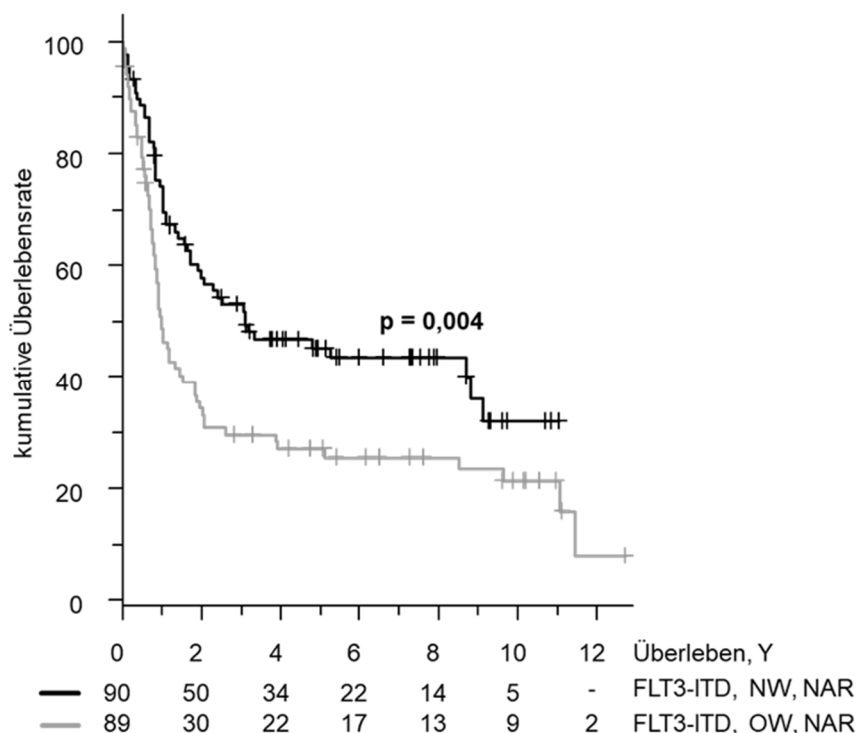 kumulative Überlebensrate
100
80
60
40
20
0
p = 0,004
0 2 4 6 8 10 12 Überleben, Y
90 50 34 22 14 5 - FLT3-ITD, NW, NAR
89 30 22 17 13 9 2 FLT3-ITD, OW, NAR